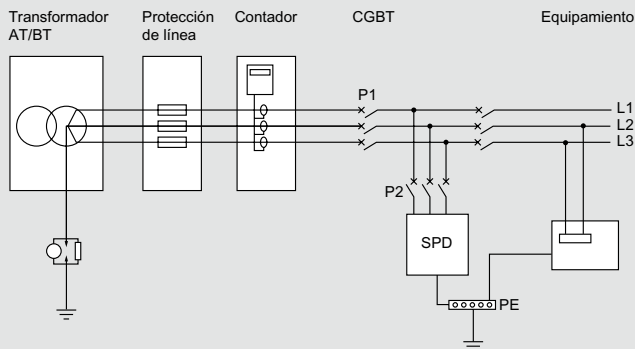 Transformador
AT/BT
Protección
de línea
Contador
CGBT
Equipamiento
P1
L1
L2
L3
P2
SPD
PE